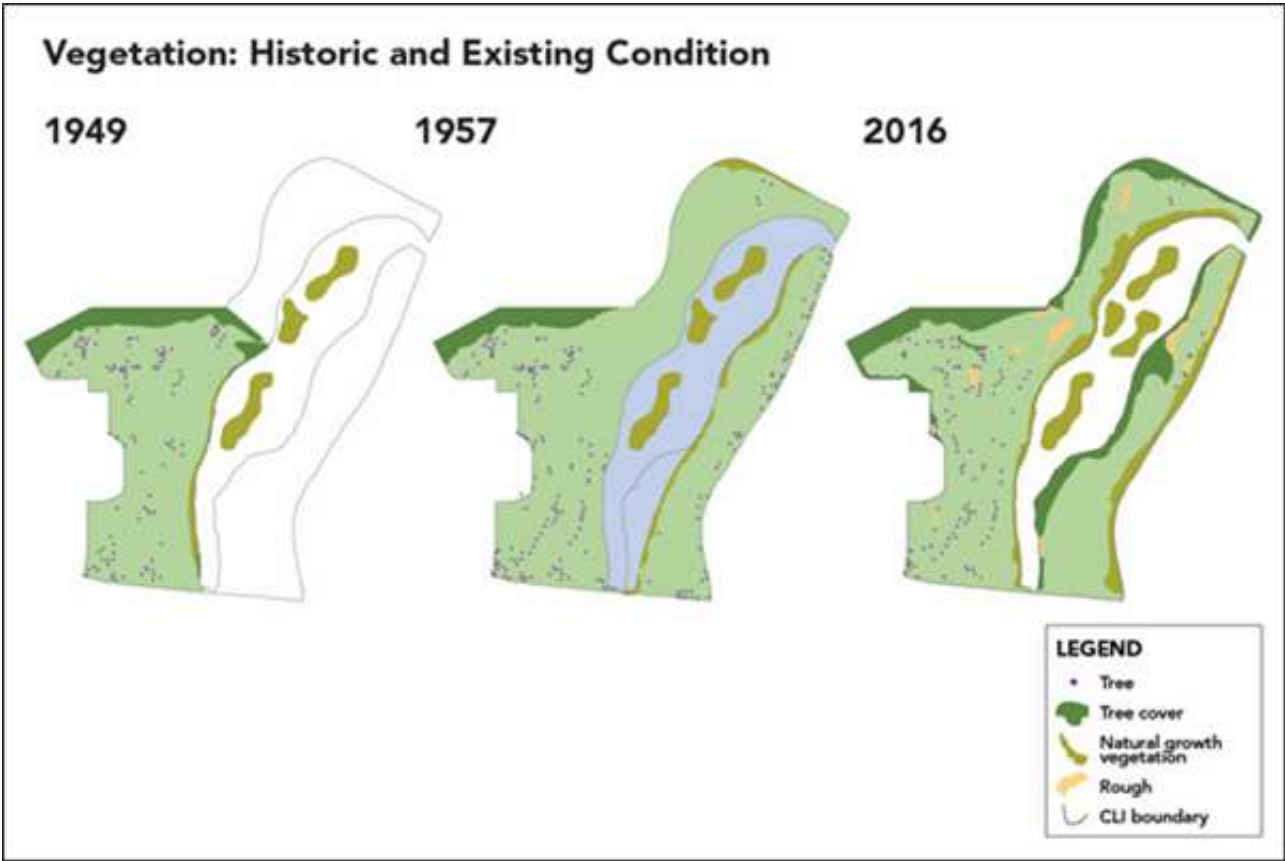 Vegetation: Historic and Existing Condition
1949
1957
2016
LEGEND
Tree
Tree cover
Natural growth
vegetation
Rough
CLI boundary